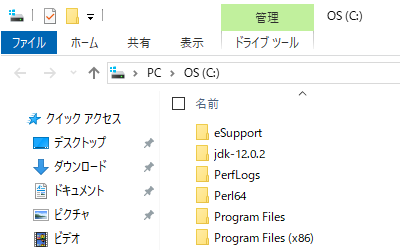 管理 OS (C:)
ファイル ホーム 共有 表示 ドライブ ツール
PC OS (C:)
名前
クイック アクセス
eSupport
デスクトップ
jdk-12.0.2
ダウンロード
PerfLogs
ドキュメント
Perl64
ピクチャ
Program Files
ビデオ
Program Files (x86)